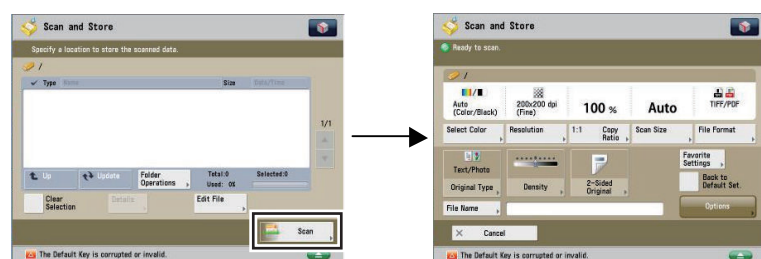 Scan and Store
Specify a location to store the scanned data.
/
Type Name Size Date/Time
1/1
Up Update Folder Operations Total:0 Selected:0
Used: 0%
Clear Selection Details Edit File
Scan
The Default Key is corrupted or invalid.
Scan and Store
Ready to scan.
/
Auto (Color/Black) 200x200 dpi (Fine) 100 % Auto TIFF/PDF
Select Color Resolution 1:1 Copy Ratio Scan Size File Format
Text/Photo
Original Type Density 2-Sided Original
Favorite Settings
Back to Default Set.
File Name Options
Cancel
The Default Key is corrupted or invalid.